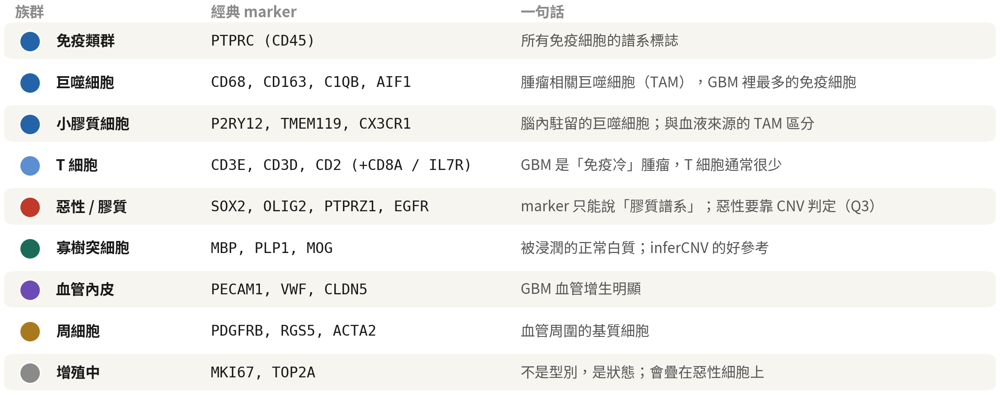 族群 經典 marker 一句話
免疫類群 PTPRC (CD45) 所有免疫細胞的譜系標誌
巨噬細胞 CD68, CD163, C1QB, AIF1 腫瘤相關巨噬細胞（TAM），GBM 裡最多的免疫細胞
小膠質細胞 P2RY12, TMEM119, CX3CR1 腦內駐留的巨噬細胞；與血液來源的 TAM 區分
T 細胞 CD3E, CD3D, CD2 (+CD8A / IL7R) GBM 是「免疫冷」腫瘤，T 細胞通常很少
惡性 / 膠質 SOX2, OLIG2, PTPRZ1, EGFR marker 只能說「膠質譜系」；惡性要靠 CNV 判定（Q3）
寡樹突細胞 MBP, PLP1, MOG 被浸潤的正常白質；inferCNV 的好參考
血管內皮 PECAM1, VWF, CLDN5 GBM 血管增生明顯
周細胞 PDGFRB, RGS5, ACTA2 血管周圍的基質細胞
增殖中 MKI67, TOP2A 不是型別，是狀態；會疊在惡性細胞上